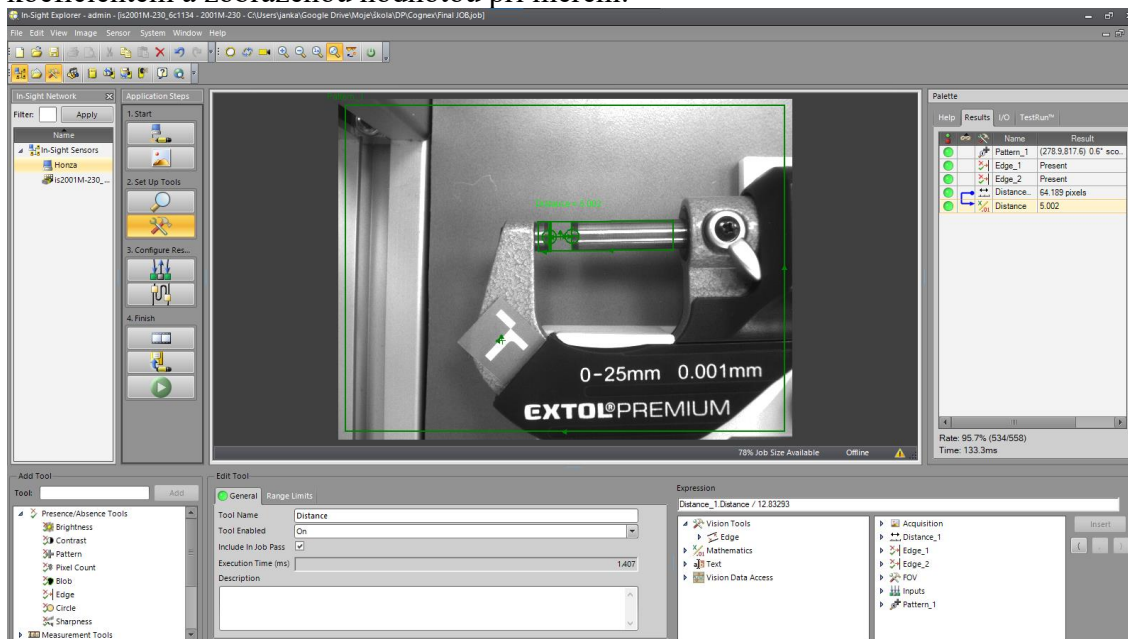 koeficientem a zobrazenou hodnotou při měření.
In-Sight Explorer - admin - [is2001M-230_6c1134 - 2001M-230 - C:\Users\janka\Google Drive\Moje\škola\DP\Cognex\Final JOB.job]
File Edit View Image Sensor System Window Help
In-Sight Network
Filter: Apply
Name
In-Sight Sensors
Honza
is2001M-230_...
Application Steps
1. Start
2. Set Up Tools
3. Configure Res...
4. Finish
0-25mm 0.001mm
EXTOL®PREMIUM
78% Job Size Available Offline
Palette
Help Results I/O TestRun™
Name Result
Pattern_1 (278.9,817.6) 0.6° sco...
Edge_1 Present
Edge_2 Present
Distance... 64.189 pixels
Distance 5.002
Rate: 95.7% (534/558)
Time: 133.3ms
Add Tool
Tool: Add
Presence/Absence Tools
Brightness
Contrast
Pattern
Pixel Count
Blob
Edge
Circle
Sharpness
Measurement Tools
Edit Tool
General Range Limits
Tool Name Distance
Tool Enabled On
Include In Job Pass
Execution Time (ms) 1.407
Description
Expression
Distance_1.Distance / 12.83293
Vision Tools
Edge
Mathematics
Text
Vision Data Access
Acquisition
Distance_1
Edge_1
Edge_2
FOV
Inputs
Pattern_1
Insert
( , )